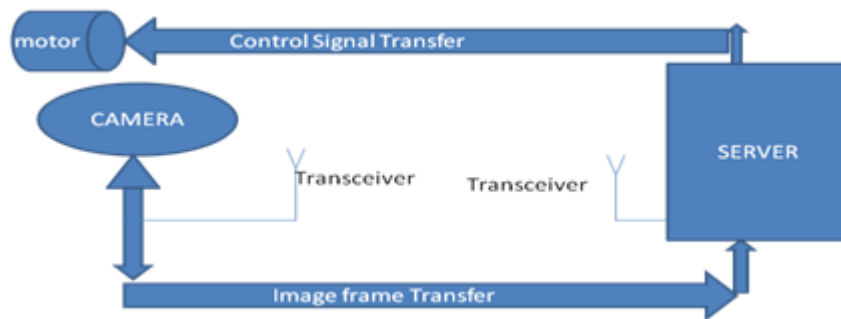 motor
Control Signal Transfer
CAMERA
SERVER
Transceiver
Transceiver
Image frame Transfer